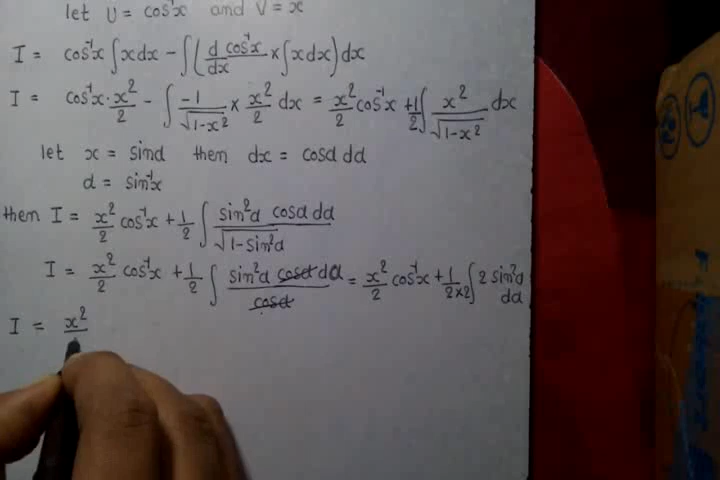 let U = cos⁻¹x and V = x
I = cos⁻¹x ∫ x dx − ∫ (d/dx cos⁻¹x × ∫ x dx) dx
I = cos⁻¹x · x²/2 − ∫ −1/√(1−x²) × x²/2 dx = x²/2 cos⁻¹x + 1/2 ∫ x²/√(1−x²) dx
let x = sin α then dx = cos α dα
α = sin⁻¹x
then I = x²/2 cos⁻¹x + 1/2 ∫ sin²α cos α dα/√(1−sin²α)
I = x²/2 cos⁻¹x + 1/2 ∫ sin²α cos α dα/cos α = x²/2 cos⁻¹x + 1/(2×2) ∫ 2 sin²α dα
I = x²